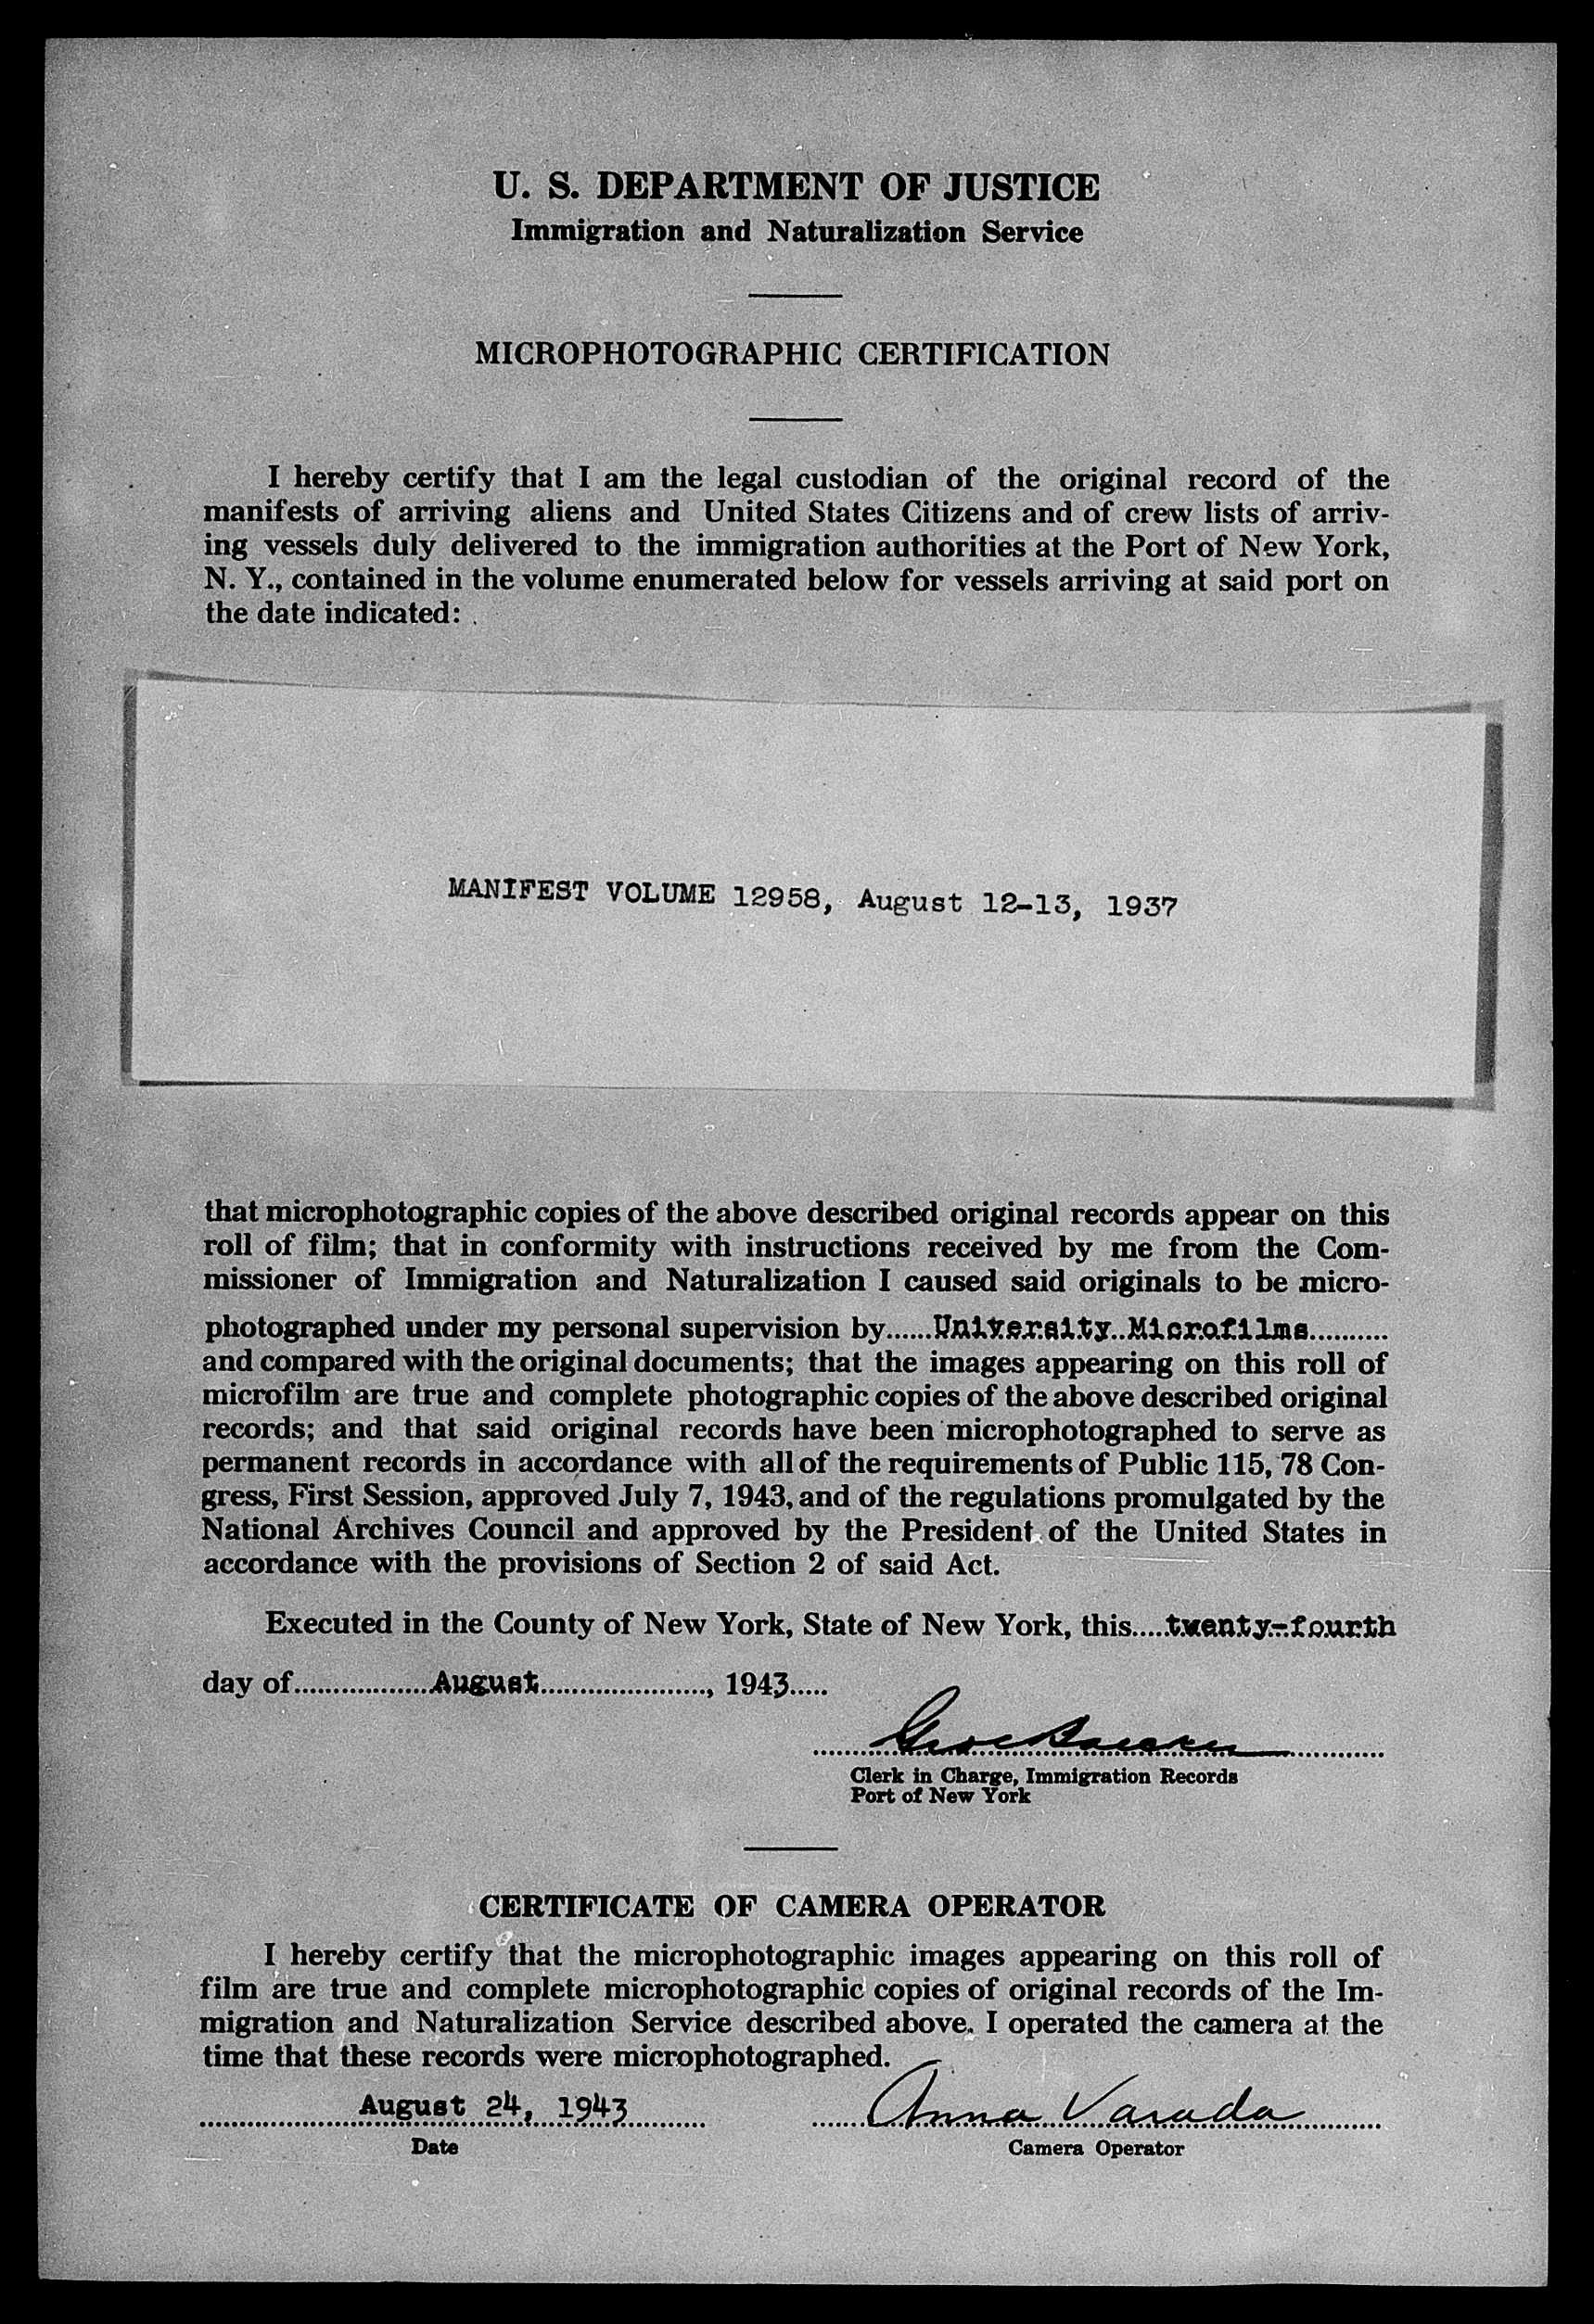 U. S. DEPARTMENT OF JUSTICE
Immigration and Naturalization Service
MICROPHOTOGRAPHIC CERTIFICATION
I hereby certify that I am the legal custodian of the original record of the
manifests of arriving aliens and United States Citizens and of crew lists of arriv-
ing vessels duly delivered to the immigration authorities at the Port of New York,
N. Y., contained in the volume enumerated below for vessels arriving at said port on
the date indicated:
MANIFEST VOLUME 12958, August 12-13, 1937
that microphotographic copies of the above described original records appear on this
roll of film; that in conformity with instructions received by me from the Com-
missioner of Immigration and Naturalization I caused said originals to be micro-
photographed under my personal supervision by......University Microfilms..........
and compared with the original documents; that the images appearing on this roll of
microfilm are true and complete photographic copies of the above described original
records; and that said original records have been microphotographed to serve as
permanent records in accordance with all of the requirements of Public 115, 78 Con-
gress, First Session, approved July 7, 1943, and of the regulations promulgated by the
National Archives Council and approved by the President of the United States in
accordance with the provisions of Section 2 of said Act.
Executed in the County of New York, State of New York, this.....twenty-fourth
day of..................August......................, 1943.....
Clerk in Charge, Immigration Records
Port of New York
CERTIFICATE OF CAMERA OPERATOR
I hereby certify that the microphotographic images appearing on this roll of
film are true and complete microphotographic copies of original records of the Im-
migration and Naturalization Service described above. I operated the camera at the
time that these records were microphotographed.
August 24, 1943 Anna Varada
Date Camera Operator